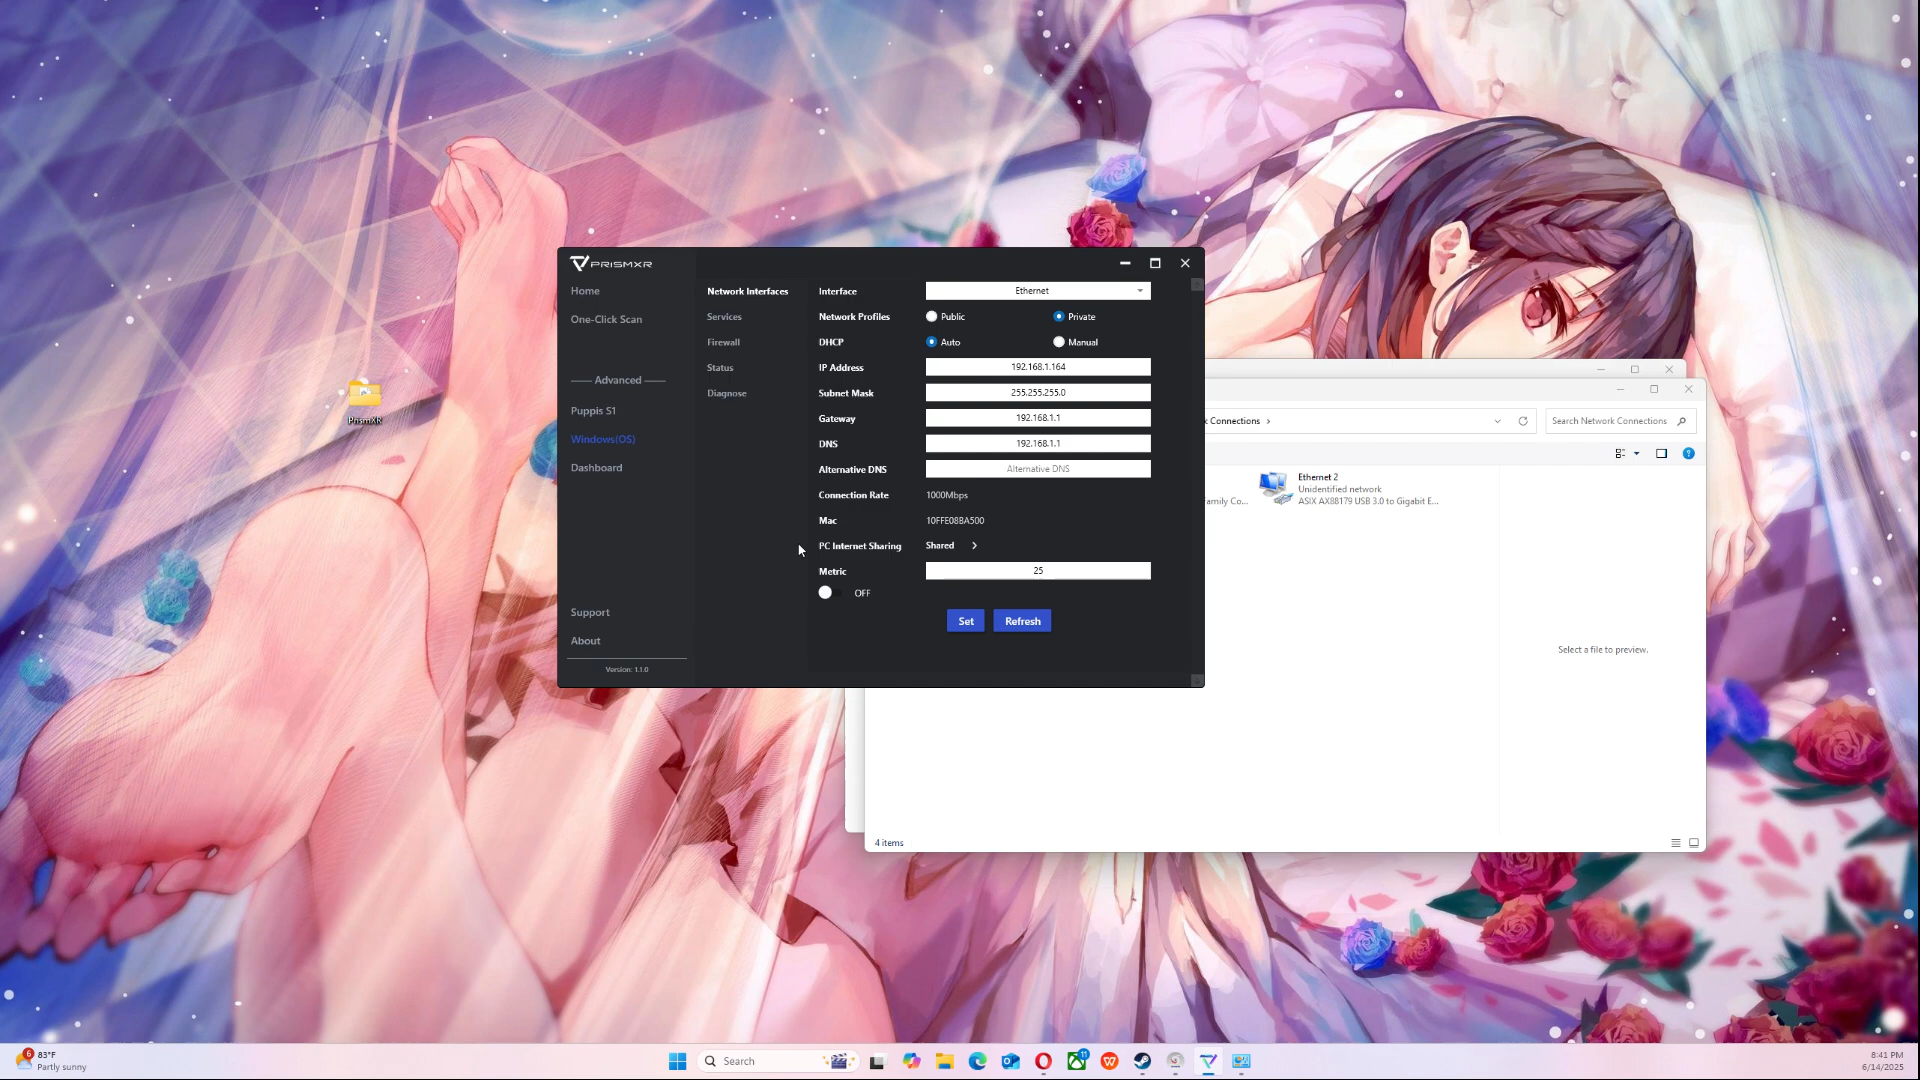 PRISMXR
Home
One-Click Scan
Advanced
Puppis S1
Windows(OS)
Dashboard
Support
About
Version: 1.1.0
Network Interfaces
Services
Firewall
Status
Diagnose
Interface Ethernet
Network Profiles Public Private
DHCP Auto Manual
IP Address 192.168.1.164
Subnet Mask 255.255.255.0
Gateway 192.168.1.1
DNS 192.168.1.1
Alternative DNS Alternative DNS
Connection Rate 1000Mbps
Mac 10FFE08BA500
PC Internet Sharing Shared
Metric 25
OFF
Set Refresh
PrismXR
Connections
Search Network Connections
amily Co...
Ethernet 2
Unidentified network
ASIX AX88179 USB 3.0 to Gigabit E...
Select a file to preview.
4 items
6
83°F
Partly sunny
Search
11
8:41 PM
6/14/2025